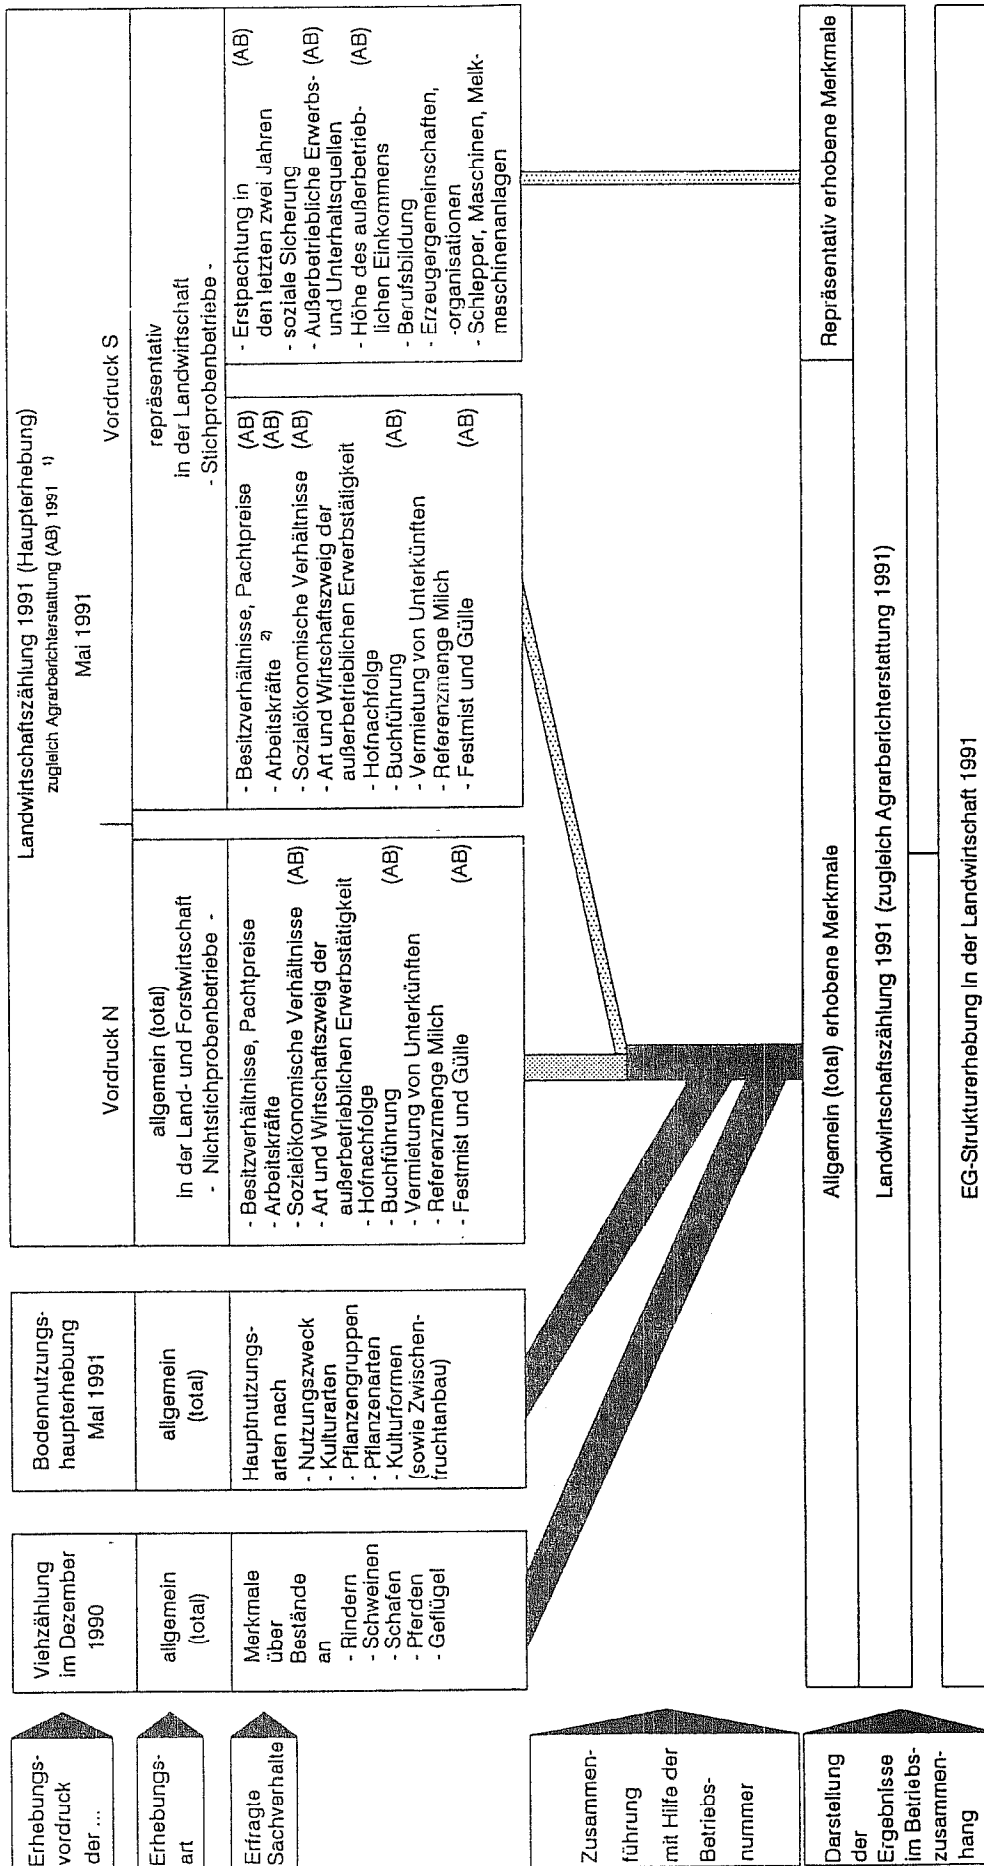 Erhebungs-
vordruck
der ...
Viehzählung
im Dezember
1990
Bodennutzungs-
haupterhebung
Mai 1991
Landwirtschaftszählung 1991 (Haupterhebung)
zugleich Agrarberichterstattung (AB) 1991 1)
Mai 1991
Vordruck N
Vordruck S
Erhebungs-
art
allgemein
(total)
allgemein
(total)
allgemein (total)
in der Land- und Forstwirtschaft
- Nichtstichprobenbetriebe -
repräsentativ
in der Landwirtschaft
- Stichprobenbetriebe -
Erfragte
Sachverhalte
Merkmale
über
Bestände
an
- Rindern
- Schweinen
- Schafen
- Pferden
- Geflügel
Hauptnutzungs-
arten nach
- Nutzungszweck
- Kulturarten
- Pflanzengruppen
- Pflanzenarten
- Kulturformen
(sowie Zwischen-
fruchtanbau)
- Besitzverhältnisse, Pachtpreise
- Arbeitskräfte
- Sozialökonomische Verhältnisse (AB)
- Art und Wirtschaftszweig der
außerbetrieblichen Erwerbstätigkeit
- Hofnachfolge
- Buchführung (AB)
- Vermietung von Unterkünften
- Referenzmenge Milch
- Festmist und Gülle (AB)
- Besitzverhältnisse, Pachtpreise (AB)
- Arbeitskräfte 2) (AB)
- Sozialökonomische Verhältnisse (AB)
- Art und Wirtschaftszweig der
außerbetrieblichen Erwerbstätigkeit
- Hofnachfolge
- Buchführung (AB)
- Vermietung von Unterkünften
- Referenzmenge Milch
- Festmist und Gülle (AB)
- Erstpachtung in (AB)
den letzten zwei Jahren
- soziale Sicherung
- Außerbetriebliche Erwerbs- (AB)
und Unterhaltsquellen
- Höhe des außerbetrieb- (AB)
lichen Einkommens
- Berufsbildung
- Erzeugergemeinschaften,
-organisationen
- Schlepper, Maschinen, Melk-
maschinenanlagen
Zusammen-
führung
mit Hilfe der
Betriebs-
nummer
Darstellung
der
Ergebnisse
im Betriebs-
zusammen-
hang
Allgemein (total) erhobene Merkmale
Repräsentativ erhobene Merkmale
Landwirtschaftszählung 1991 (zugleich Agrarberichterstattung 1991)
EG-Strukturerhebung in der Landwirtschaft 1991